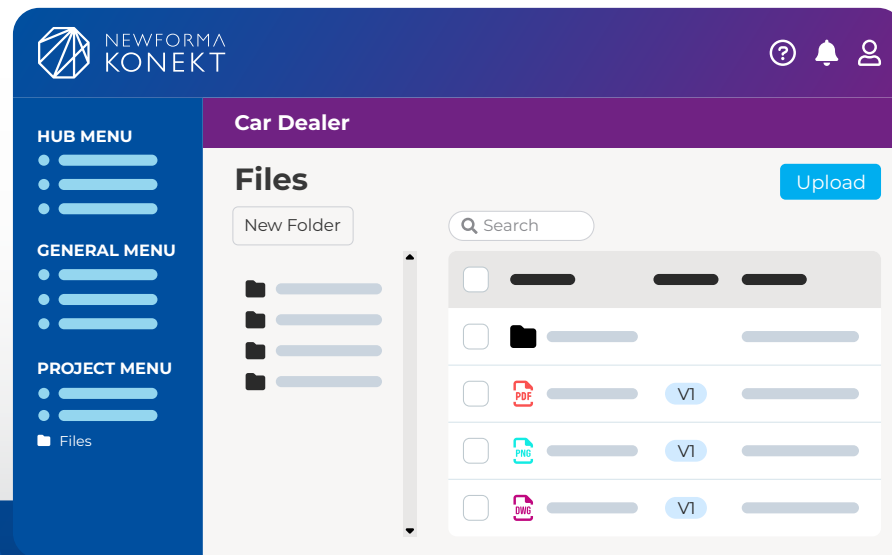 NEWFORMA
KONEKT
Car Dealer
HUB MENU
GENERAL MENU
PROJECT MENU
Files
Files
Upload
New Folder
Search
PDF
V1
PNG
V1
DWG
V1